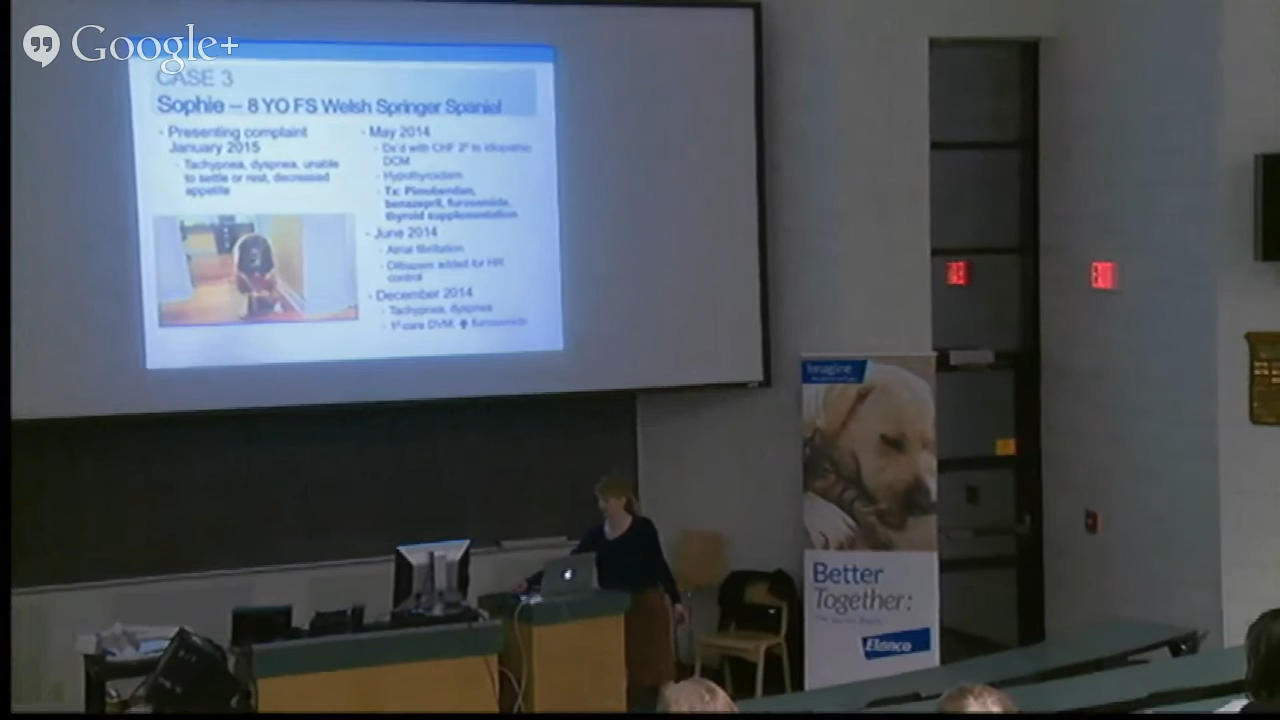 Google+
CASE 3
Sophie – 8 YO FS Welsh Springer Spaniel
- Presenting complaint
January 2015
- Tachypnea, dyspnea, unable
to settle or rest, decreased
appetite
- May 2014
- Dx'd with CHF 2º to idiopathic
DCM
- Hypothyroidism
- Tx: Pimobendan,
benazepril, furosemide,
thyroid supplementation
- June 2014
- Atrial fibrillation
- Diltiazem added for HR
control
- December 2014
- Tachypnea, dyspnea
- 1º care DVM: ↑ furosemide
Imagine
Better
Together:
Elanco